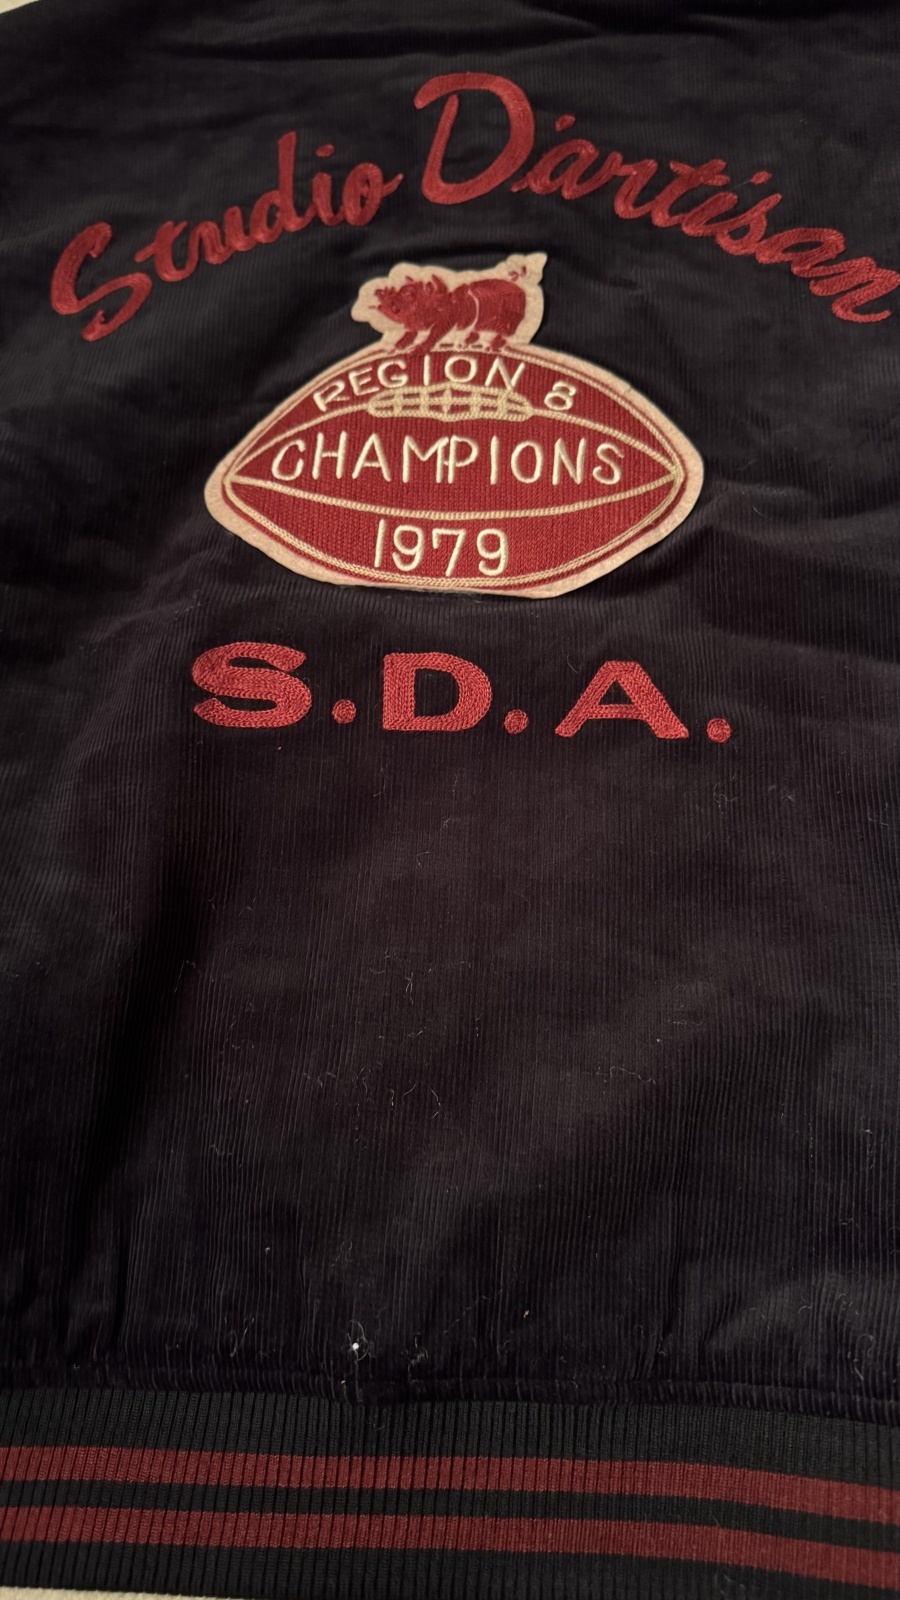 Studio D'artisan
REGION 8
CHAMPIONS
1979
S.D.A.